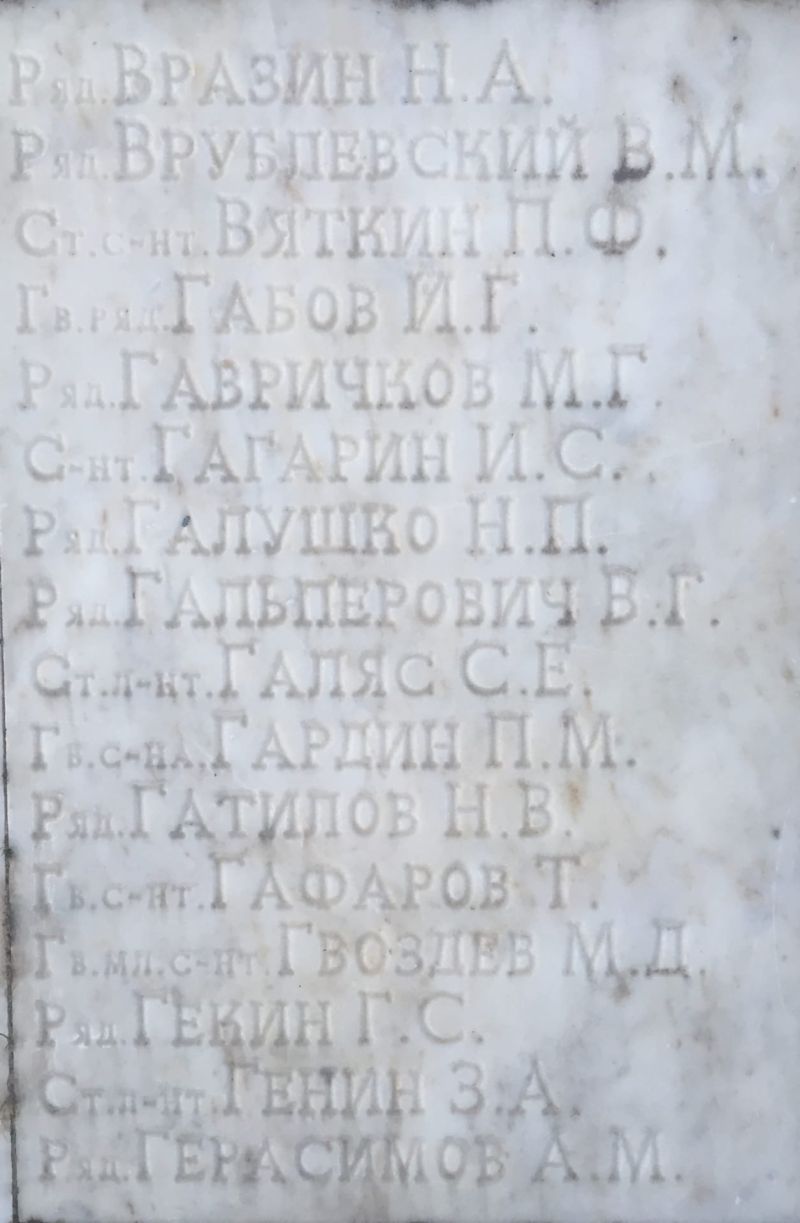 Ряд. ВРАЗИН Н.А.
Ряд. ВРУБЛЕВСКИЙ В.М.
Ст.с-нт. ВЯТКИН П.Ф.
Гв.ряд. ГАБОВ И.Г.
Ряд. ГАВРИЧКОВ М.Г.
С-нт. ГАГАРИН И.С.
Ряд. ГАЛУШКО Н.П.
Ряд. ГАЛЬПЕРОВИЧ В.Г.
Ст.л-нт. ГАЛЯС С.Е.
Гв.с-на. ГАРДИН П.М.
Ряд. ГАТИЛОВ Н.В.
Гв.с-нт. ГАФАРОВ Т.
Гв.мл.с-нт. ГВОЗДЕВ М.Д.
Ряд. ГЕКИН Г.С.
Ст.л-нт. ГЕНИН З.А.
Ряд. ГЕРАСИМОВ А.М.